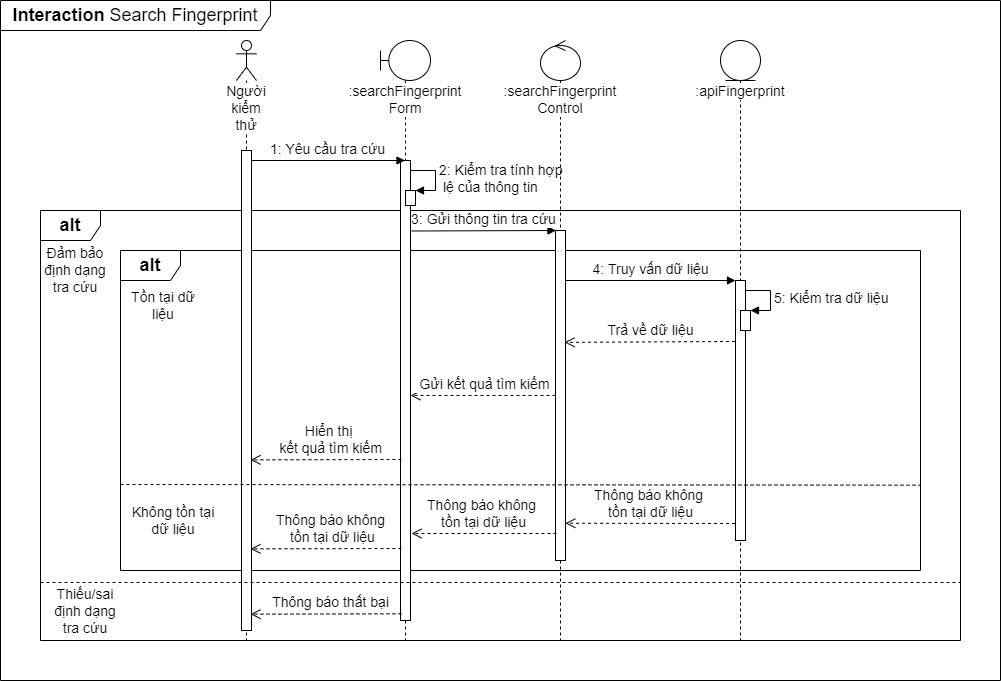 Interaction Search Fingerprint
Người
kiểm
thử
:searchFingerprint
Form
:searchFingerprint
Control
:apiFingerprint
1: Yêu cầu tra cứu
2: Kiểm tra tính hợp
lệ của thông tin
alt
3: Gửi thông tin tra cứu
Đảm bảo
định dạng
tra cứu
alt
4: Truy vấn dữ liệu
Tồn tại dữ
liệu
5: Kiểm tra dữ liệu
Trả về dữ liệu
Gửi kết quả tìm kiếm
Hiển thị
kết quả tìm kiếm
Không tồn tại
dữ liệu
Thông báo không
tồn tại dữ liệu
Thông báo không
tồn tại dữ liệu
Thông báo không
tồn tại dữ liệu
Thiếu/sai
định dạng
tra cứu
Thông báo thất bại